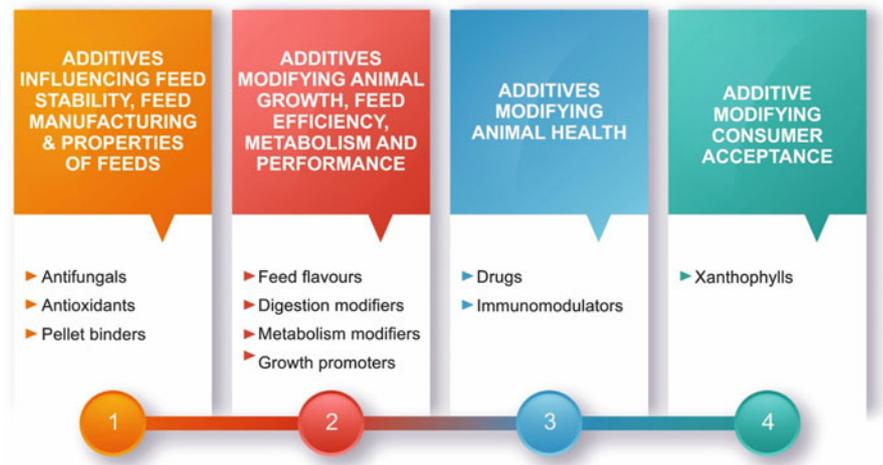 ADDITIVES
INFLUENCING FEED
STABILITY, FEED
MANUFACTURING
& PROPERTIES
OF FEEDS
Antifungals
Antioxidants
Pellet binders
1
ADDITIVES
MODIFYING ANIMAL
GROWTH, FEED
EFFICIENCY,
METABOLISM AND
PERFORMANCE
Feed flavours
Digestion modifiers
Metabolism modifiers
Growth promoters
2
ADDITIVES
MODIFYING
ANIMAL HEALTH
Drugs
Immunomodulators
3
ADDITIVE
MODIFYING
CONSUMER
ACCEPTANCE
Xanthophylls
4